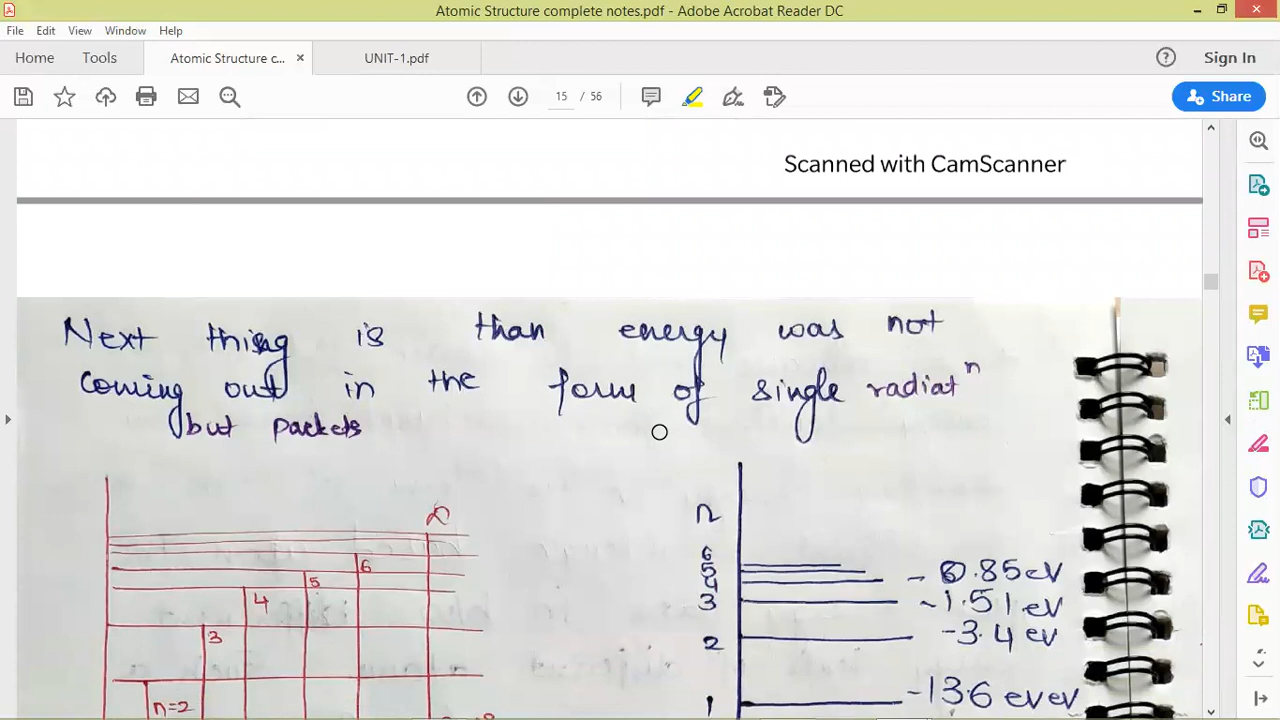 Atomic Structure complete notes.pdf - Adobe Acrobat Reader DC
File Edit View Window Help
Home Tools Atomic Structure c... × UNIT-1.pdf Sign In
15 / 56 Share
Scanned with CamScanner
Next thing is than energy was not
coming out in the form of single radiatn
but packets
∞
6
5
4
3
n=2
n
6
5
4 - 0.85eV
3 -1.51 eV
2 -3.4 ev
1 -13.6 eVeV